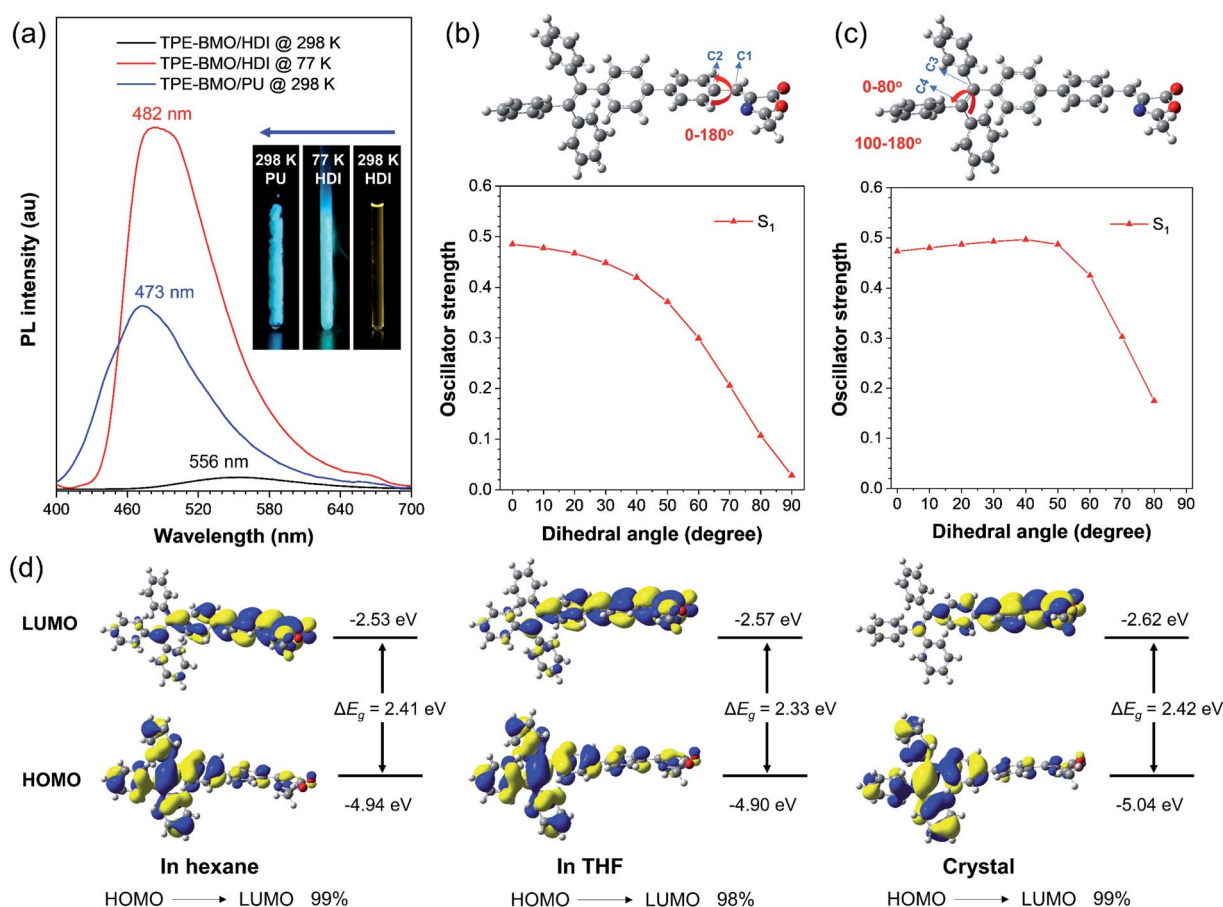 (a)
TPE-BMO/HDI @ 298 K
TPE-BMO/HDI @ 77 K
TPE-BMO/PU @ 298 K
482 nm
473 nm
556 nm
298 K
PU
77 K
HDI
298 K
HDI
PL intensity (au)
400 460 520 580 640 700
Wavelength (nm)
(b)
C2
C1
0-180°
0.6
0.5
0.4
0.3
0.2
0.1
0.0
Oscillator strength
S1
0 10 20 30 40 50 60 70 80 90
Dihedral angle (degree)
(c)
C3
C4
0-80°
100-180°
0.6
0.5
0.4
0.3
0.2
0.1
0.0
Oscillator strength
S1
0 10 20 30 40 50 60 70 80 90
Dihedral angle (degree)
(d)
LUMO
-2.53 eV
-2.57 eV
-2.62 eV
ΔEg = 2.41 eV
ΔEg = 2.33 eV
ΔEg = 2.42 eV
HOMO
-4.94 eV
-4.90 eV
-5.04 eV
In hexane
In THF
Crystal
HOMO → LUMO 99%
HOMO → LUMO 98%
HOMO → LUMO 99%